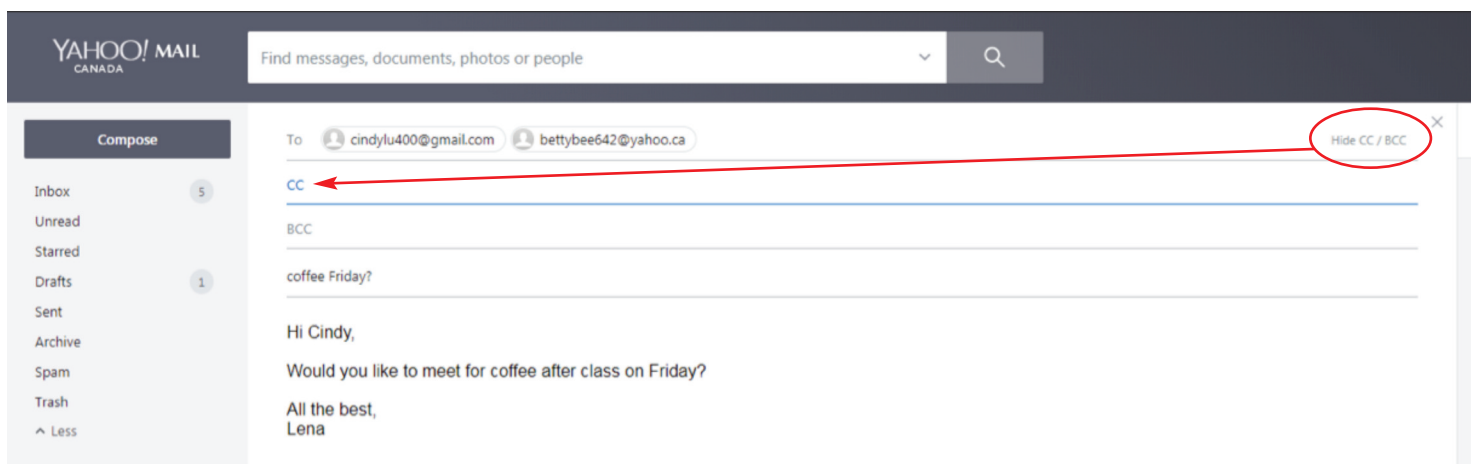 YAHOO! MAIL
CANADA
Find messages, documents, photos or people
Compose
Inbox 5
Unread
Starred
Drafts 1
Sent
Archive
Spam
Trash
Less
To cindylu400@gmail.com bettybee642@yahoo.ca Hide CC / BCC
CC
BCC
coffee Friday?
Hi Cindy,
Would you like to meet for coffee after class on Friday?
All the best,
Lena